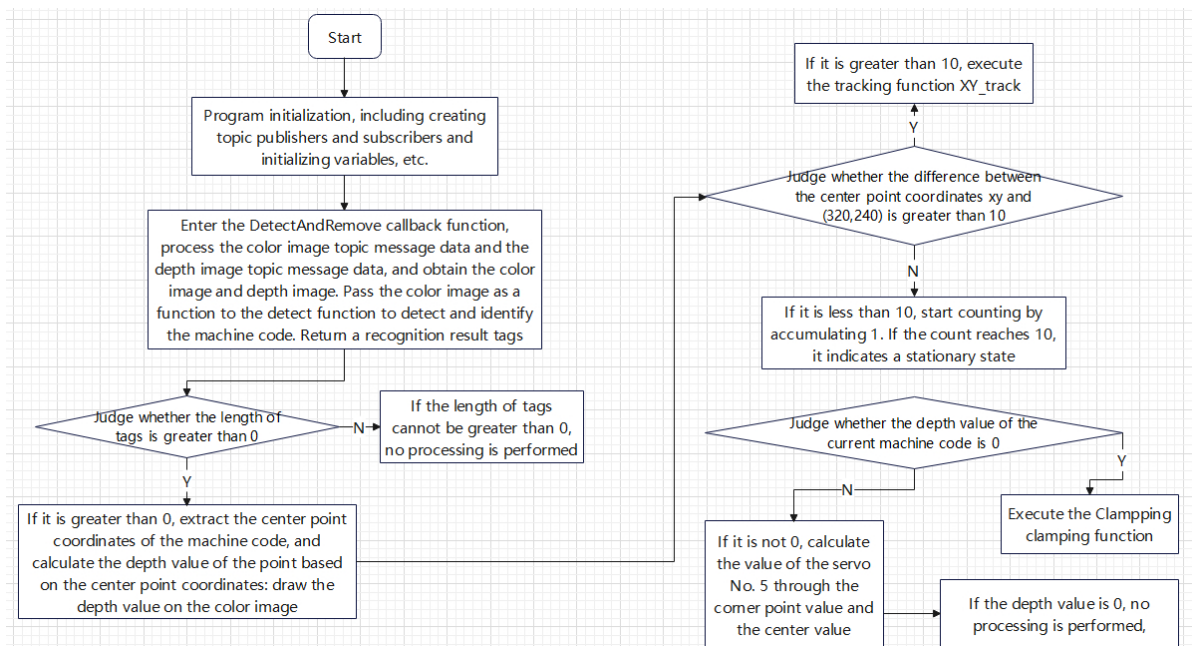 Start
Program initialization, including creating
topic publishers and subscribers and
initializing variables, etc.
Enter the DetectAndRemove callback function,
process the color image topic message data and the
depth image topic message data, and obtain the color
image and depth image. Pass the color image as a
function to the detect function to detect and identify
the machine code. Return a recognition result tags
Judge whether the length of
tags is greater than 0
N
If the length of tags
cannot be greater than 0,
no processing is performed
Y
If it is greater than 0, extract the center point
coordinates of the machine code, and
calculate the depth value of the point based
on the center point coordinates: draw the
depth value on the color image
If it is greater than 10, execute
the tracking function XY_track
Y
Judge whether the difference between
the center point coordinates xy and
(320,240) is greater than 10
N
If it is less than 10, start counting by
accumulating 1. If the count reaches 10,
it indicates a stationary state
Judge whether the depth value of the
current machine code is 0
Y
N
Execute the Clampping
clamping function
If it is not 0, calculate
the value of the servo
No. 5 through the
corner point value and
the center value
If the depth value is 0, no
processing is performed,